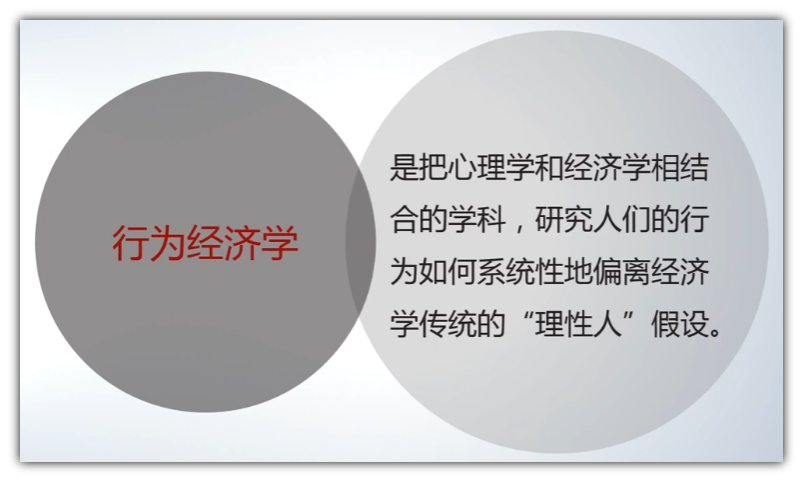 行为经济学
是把心理学和经济学相结
合的学科，研究人们的行
为如何系统性地偏离经济
学传统的“理性人”假设。